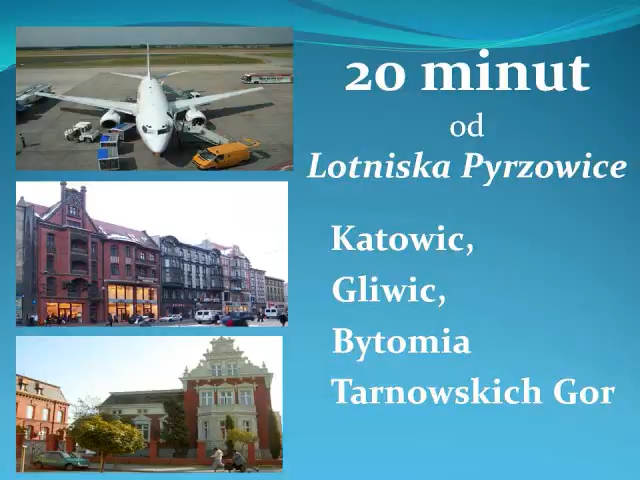 20 minut
od
Lotniska Pyrzowice
Katowic,
Gliwic,
Bytomia
Tarnowskich Gor